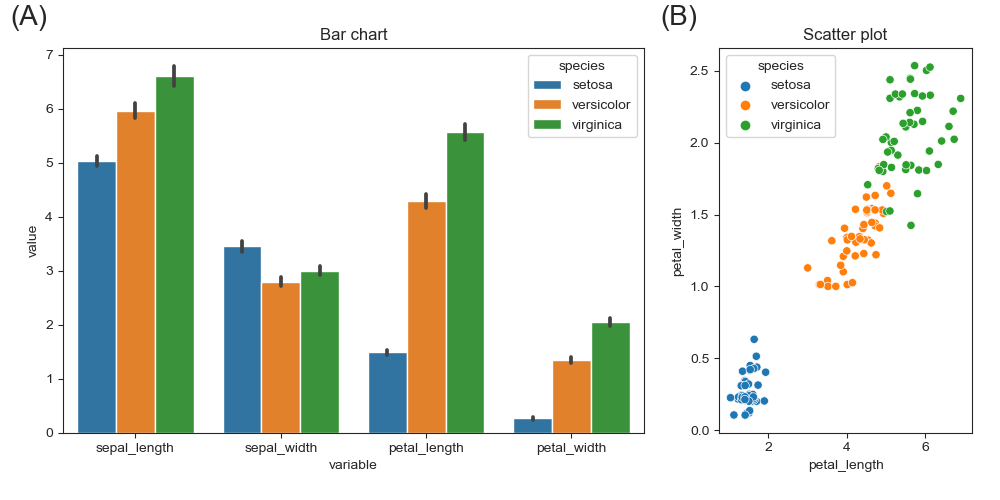 (A)
Bar chart
value
7
6
5
4
3
2
1
0
species
setosa
versicolor
virginica
sepal_length sepal_width petal_length petal_width
variable
(B)
Scatter plot
petal_width
2.5
2.0
1.5
1.0
0.5
0.0
species
setosa
versicolor
virginica
2 4 6
petal_length